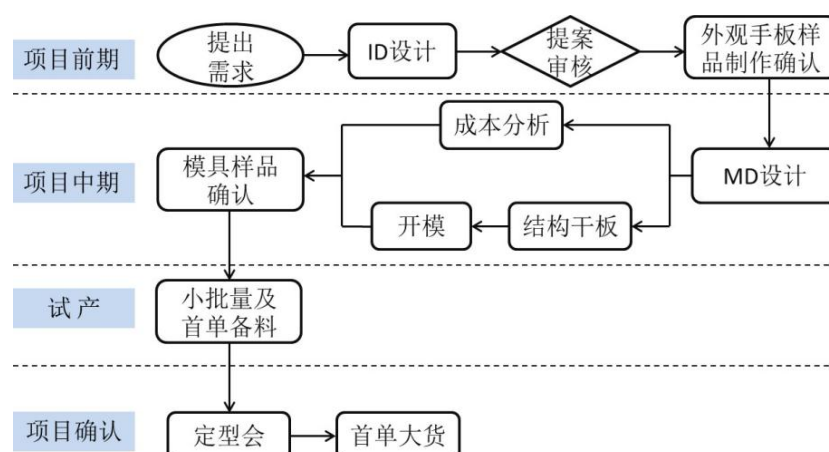 项目前期
提出
需求
ID设计
提案
审核
外观手板样
品制作确认
项目中期
成本分析
模具样品
确认
MD设计
开模
结构干板
试产
小批量及
首单备料
项目确认
定型会
首单大货